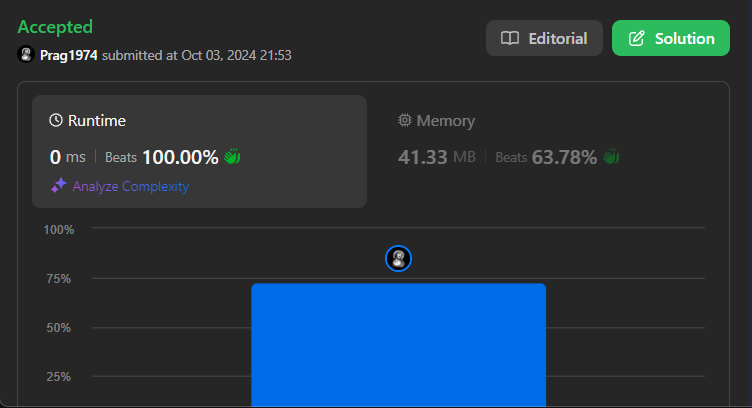 Accepted
Prag1974 submitted at Oct 03, 2024 21:53
Editorial
Solution
Runtime
0 ms Beats 100.00%
Analyze Complexity
Memory
41.33 MB Beats 63.78%
100%
75%
50%
25%